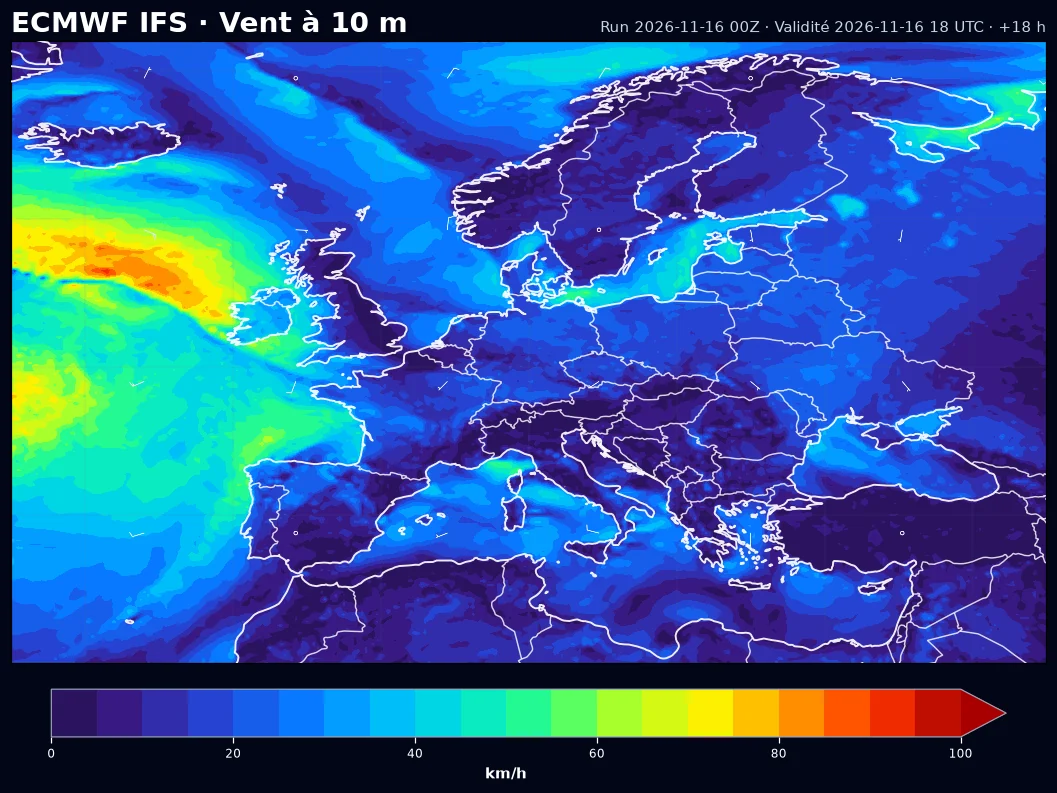 ECMWF IFS · Vent à 10 m
Run 2026-11-16 00Z · Validité 2026-11-16 18 UTC · +18 h
0 20 40 60 80 100
km/h